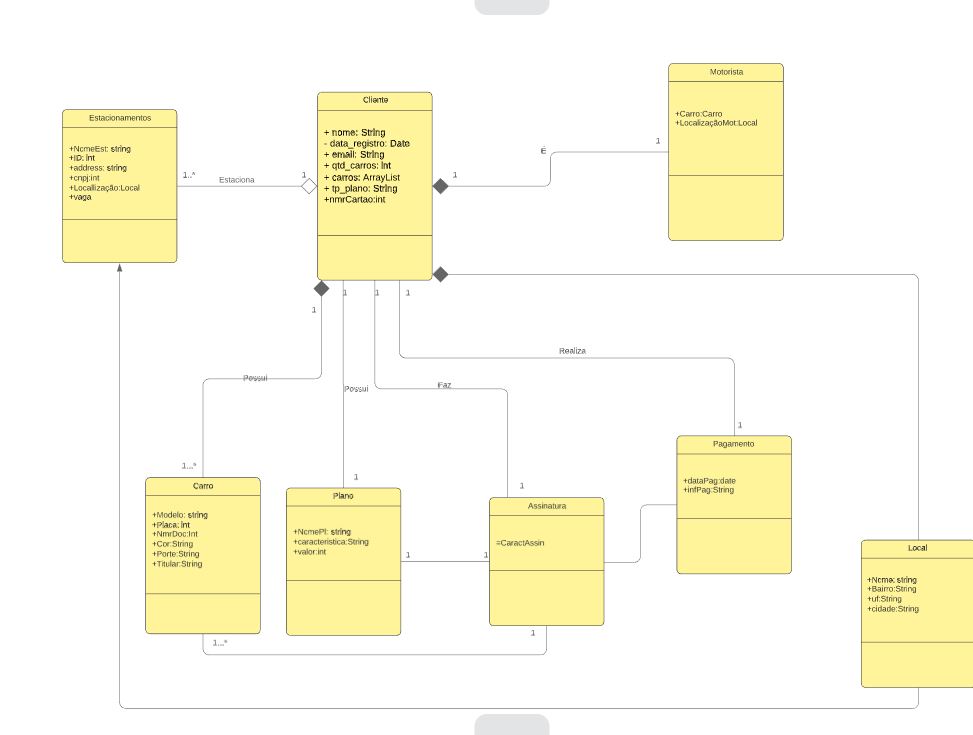 Motorista
+Carro:Carro
+LocalizaçãoMot:Local
Cliente
+ nome: String
- data_registro: Date
+ email: String
+ qtd_carros: int
+ carros: ArrayList
+ tp_plano: String
+nmrCartao:int
Estacionamentos
+NomeEst: string
+ID: int
+address: string
+cnpj:int
+Locallização:Local
+vaga
1..*
Estaciona
1
1
É
1
1
1
1
1
Realiza
Possui
Possui
Faz
1
1...*
1
1
Pagamento
+dataPag:date
+infPag:String
Carro
+Modelo: string
+Placa: int
+NmrDoc:Int
+Cor:String
+Porte:String
+Titular:String
Plano
+NomePl: string
+caracteristica:String
+valor:int
Assinatura
=CaractAssin
1
1
Local
+Nome: string
+Bairro:String
+uf:String
+cidade:String
1
1...*